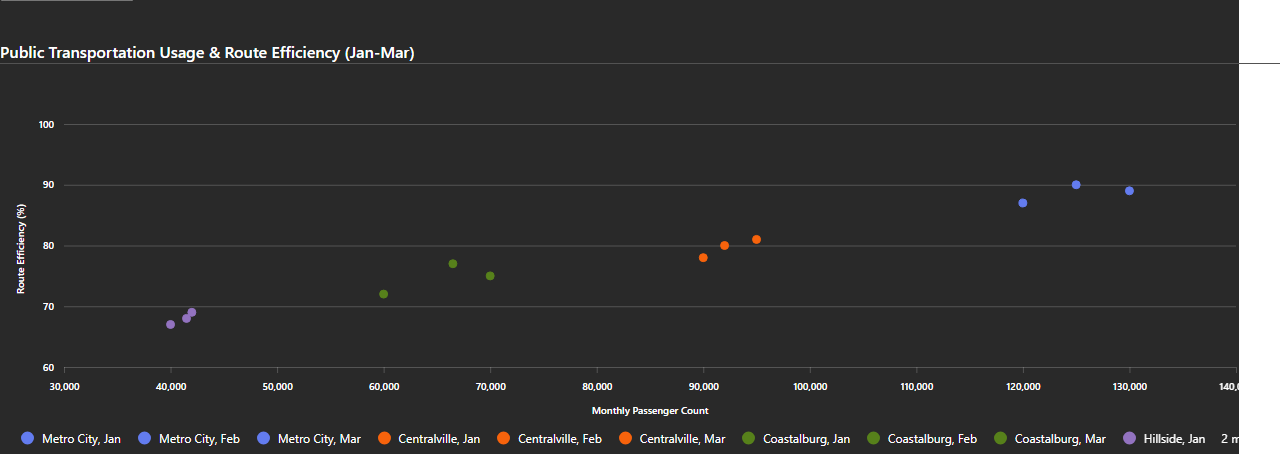 Public Transportation Usage & Route Efficiency (Jan-Mar)
100
90
80
70
60
Route Efficiency (%)
30,000 40,000 50,000 60,000 70,000 80,000 90,000 100,000 110,000 120,000 130,000 140,0
Monthly Passenger Count
Metro City, Jan Metro City, Feb Metro City, Mar Centralville, Jan Centralville, Feb Centralville, Mar Coastalburg, Jan Coastalburg, Feb Coastalburg, Mar Hillside, Jan 2 m